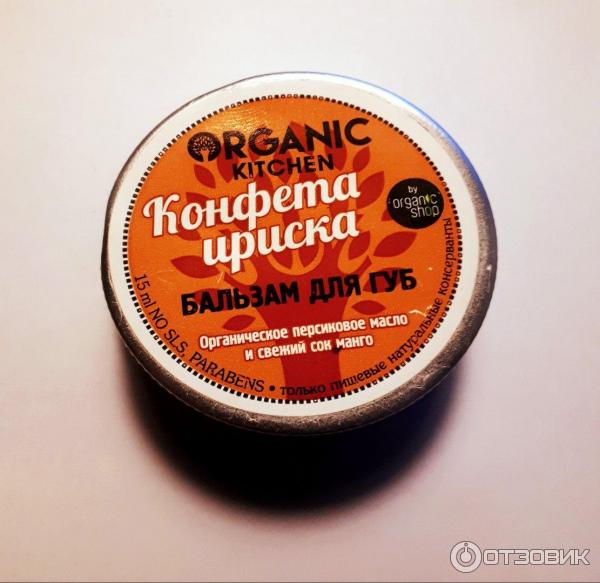 ORGANIC
KITCHEN
Конфета
ириска
by
organic
shop
БАЛЬЗАМ ДЛЯ ГУБ
Органическое персиковое масло
и свежий сок манго
15 ml NO SLS, PARABENS • только пищевые натуральные консерванты
ОТЗОВИК